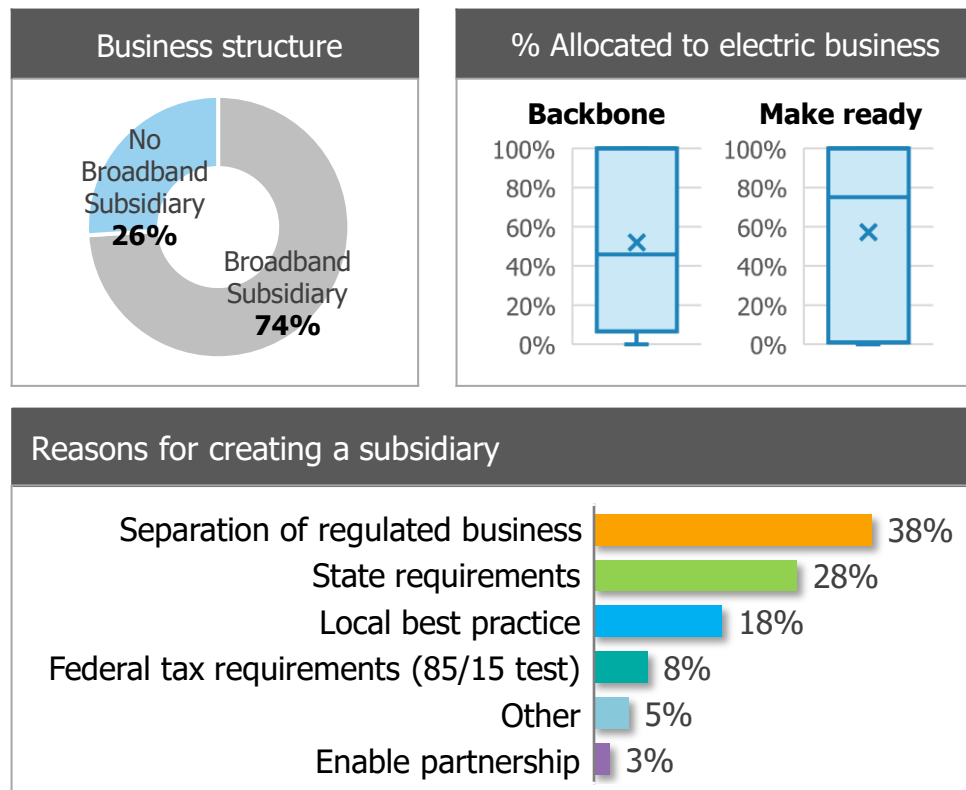 Business structure
No
Broadband
Subsidiary
26%
Broadband
Subsidiary
74%
% Allocated to electric business
Backbone
100%
80%
60%
40%
20%
0%
Make ready
100%
80%
60%
40%
20%
0%
Reasons for creating a subsidiary
Separation of regulated business 38%
State requirements 28%
Local best practice 18%
Federal tax requirements (85/15 test) 8%
Other 5%
Enable partnership 3%